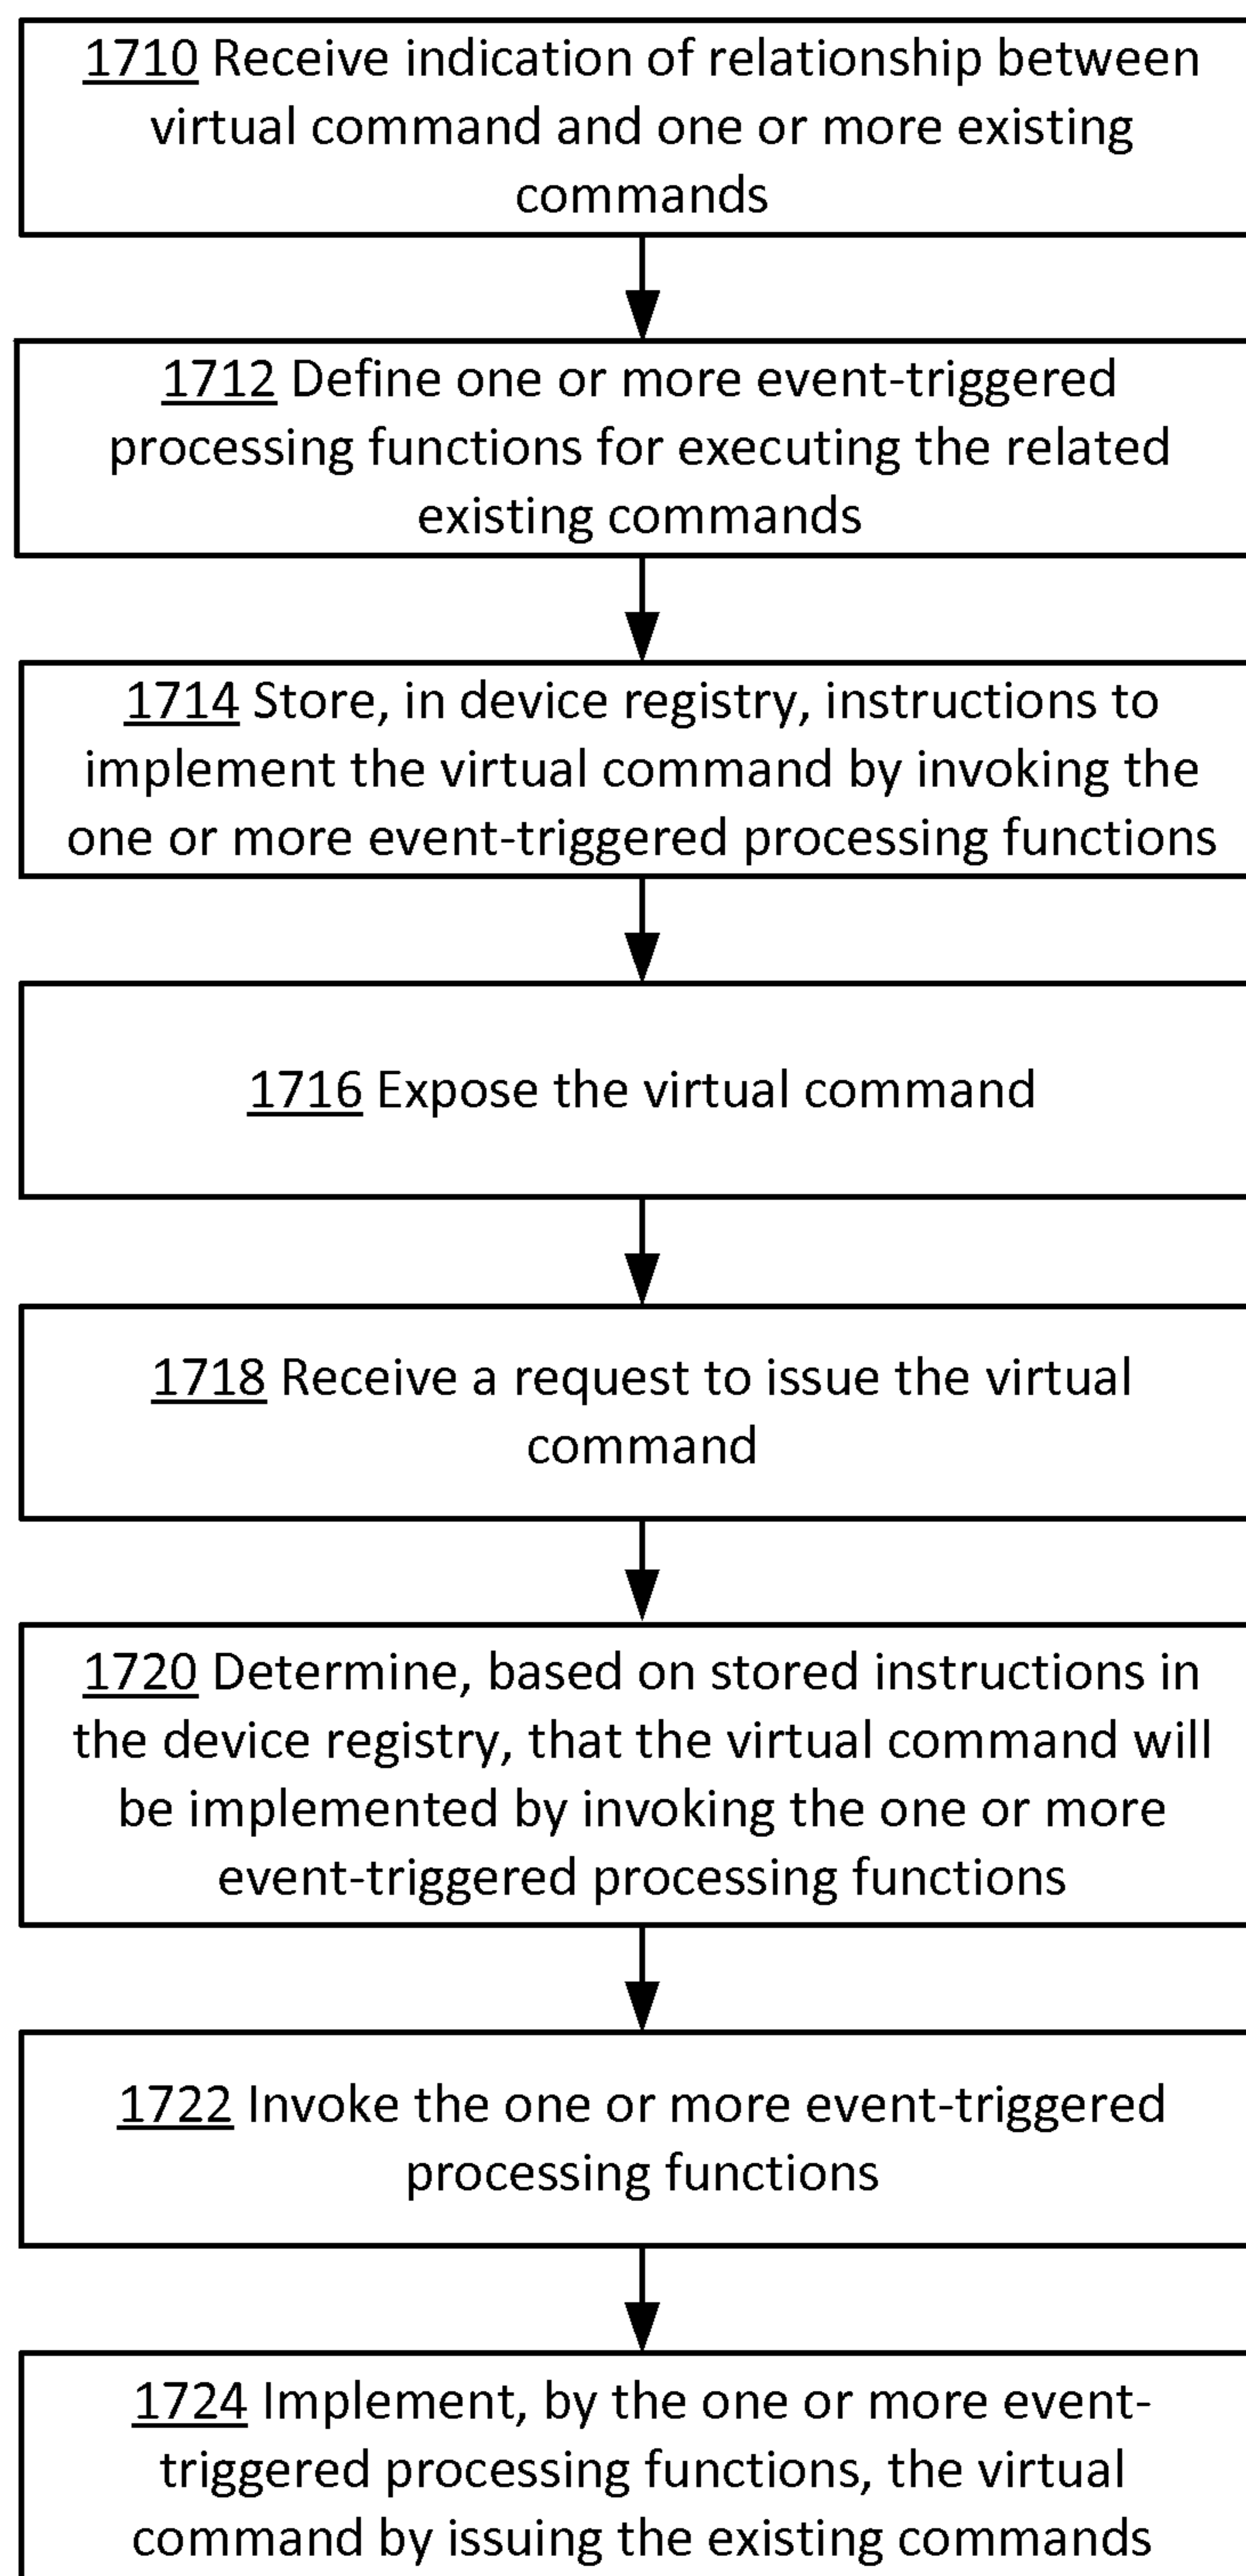 1710 Receive indication of relationship between
virtual command and one or more existing
commands
1712 Define one or more event-triggered
processing functions for executing the related
existing commands
1714 Store, in device registry, instructions to
implement the virtual command by invoking the
one or more event-triggered processing functions
1716 Expose the virtual command
1718 Receive a request to issue the virtual
command
1720 Determine, based on stored instructions in
the device registry, that the virtual command will
be implemented by invoking the one or more
event-triggered processing functions
1722 Invoke the one or more event-triggered
processing functions
1724 Implement, by the one or more event-
triggered processing functions, the virtual
command by issuing the existing commands